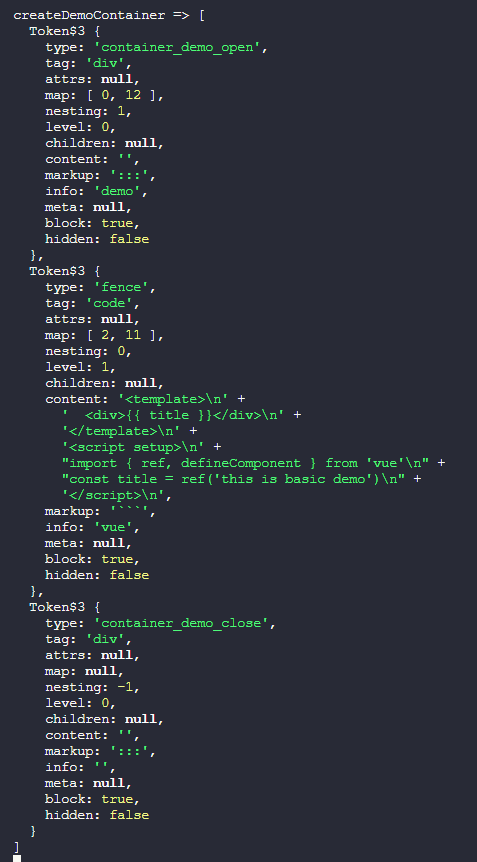 createDemoContainer => [
  Token$3 {
    type: 'container_demo_open',
    tag: 'div',
    attrs: null,
    map: [ 0, 12 ],
    nesting: 1,
    level: 0,
    children: null,
    content: '',
    markup: ':::',
    info: 'demo',
    meta: null,
    block: true,
    hidden: false
  },
  Token$3 {
    type: 'fence',
    tag: 'code',
    attrs: null,
    map: [ 2, 11 ],
    nesting: 0,
    level: 1,
    children: null,
    content: '<template>\n' +
      '  <div>{{ title }}</div>\n' +
      '</template>\n' +
      '<script setup>\n' +
      "import { ref, defineComponent } from 'vue'\n" +
      "const title = ref('this is basic demo')\n" +
      '</script>\n',
    markup: '```',
    info: 'vue',
    meta: null,
    block: true,
    hidden: false
  },
  Token$3 {
    type: 'container_demo_close',
    tag: 'div',
    attrs: null,
    map: null,
    nesting: -1,
    level: 0,
    children: null,
    content: '',
    markup: ':::',
    info: '',
    meta: null,
    block: true,
    hidden: false
  }
]